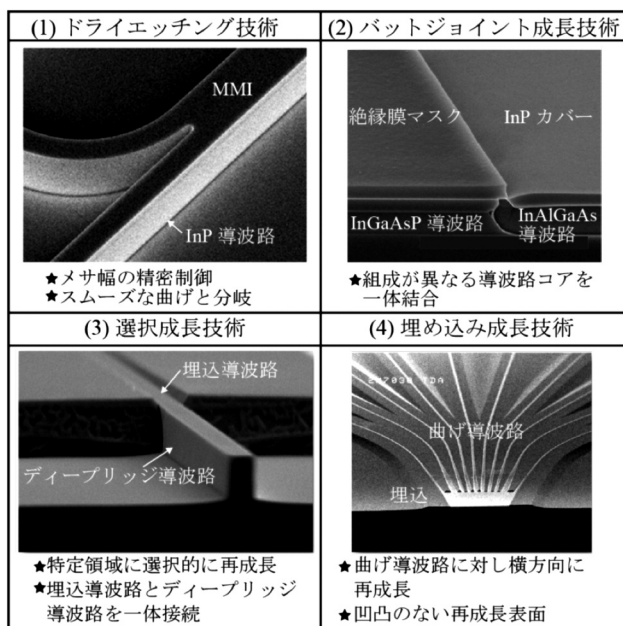 (1) ドライエッチング技術
MMI
InP 導波路
★メサ幅の精密制御
★スムーズな曲げと分岐
(2) バットジョイント成長技術
絶縁膜マスク
InP カバー
InGaAsP 導波路
InAlGaAs
導波路
★組成が異なる導波路コアを
一体結合
(3) 選択成長技術
埋込導波路
ディープリッジ導波路
★特定領域に選択的に再成長
★埋込導波路とディープリッジ
導波路を一体接続
(4) 埋め込み成長技術
曲げ導波路
埋込
★曲げ導波路に対し横方向に
再成長
★凹凸のない再成長表面